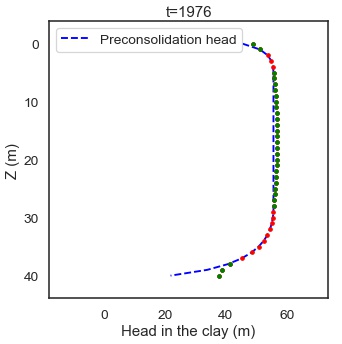 t=1976
Preconsolidation head
0
10
20
30
40
Z (m)
0 20 40 60
Head in the clay (m)